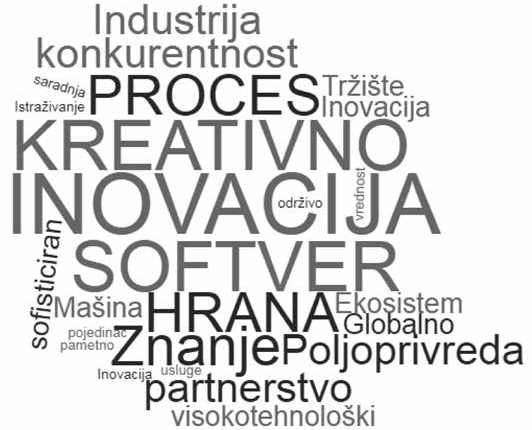 Industrija
konkurentnost
saradnja
Istraživanje
PROCES
Tržište
Inovacija
KREATIVNO
INOVACIJA
održivo
vrednost
SOFTVER
sofisticiran
Mašina
HRANA
Ekosistem
Globalno
pojedinac
pametno
Znanje
Poljoprivreda
Inovacija
usluge
partnerstvo
visokotehnološki